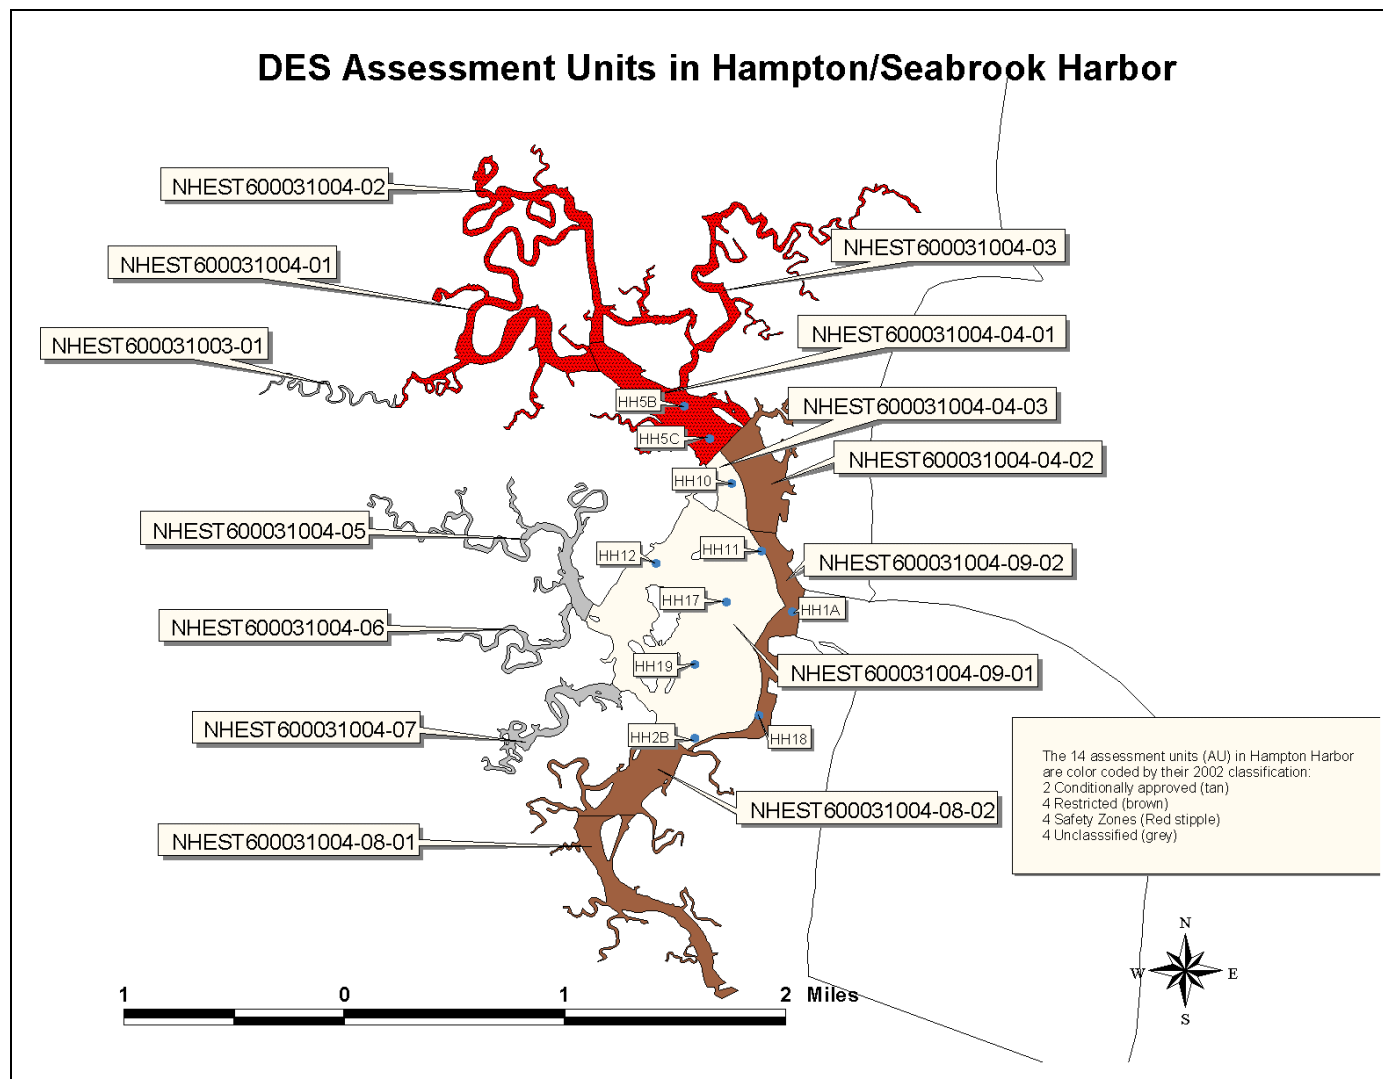 DES Assessment Units in Hampton/Seabrook Harbor
NHEST600031004-02
NHEST600031004-03
NHEST600031004-01
NHEST600031004-04-01
NHEST600031003-01
HH5B
NHEST600031004-04-03
HH5C
NHEST600031004-04-02
HH10
NHEST600031004-05
HH12
HH11
NHEST600031004-09-02
HH17
HH1A
NHEST600031004-06
HH19
NHEST600031004-09-01
NHEST600031004-07
HH2B
HH18
The 14 assessment units (AU) in Hampton Harbor
are color coded by their 2002 classification:
2 Conditionally approved (tan)
4 Restricted (brown)
4 Safety Zones (Red stipple)
4 Unclasssified (grey)
NHEST600031004-08-02
NHEST600031004-08-01
N
W E
S
1 0 1 2 Miles